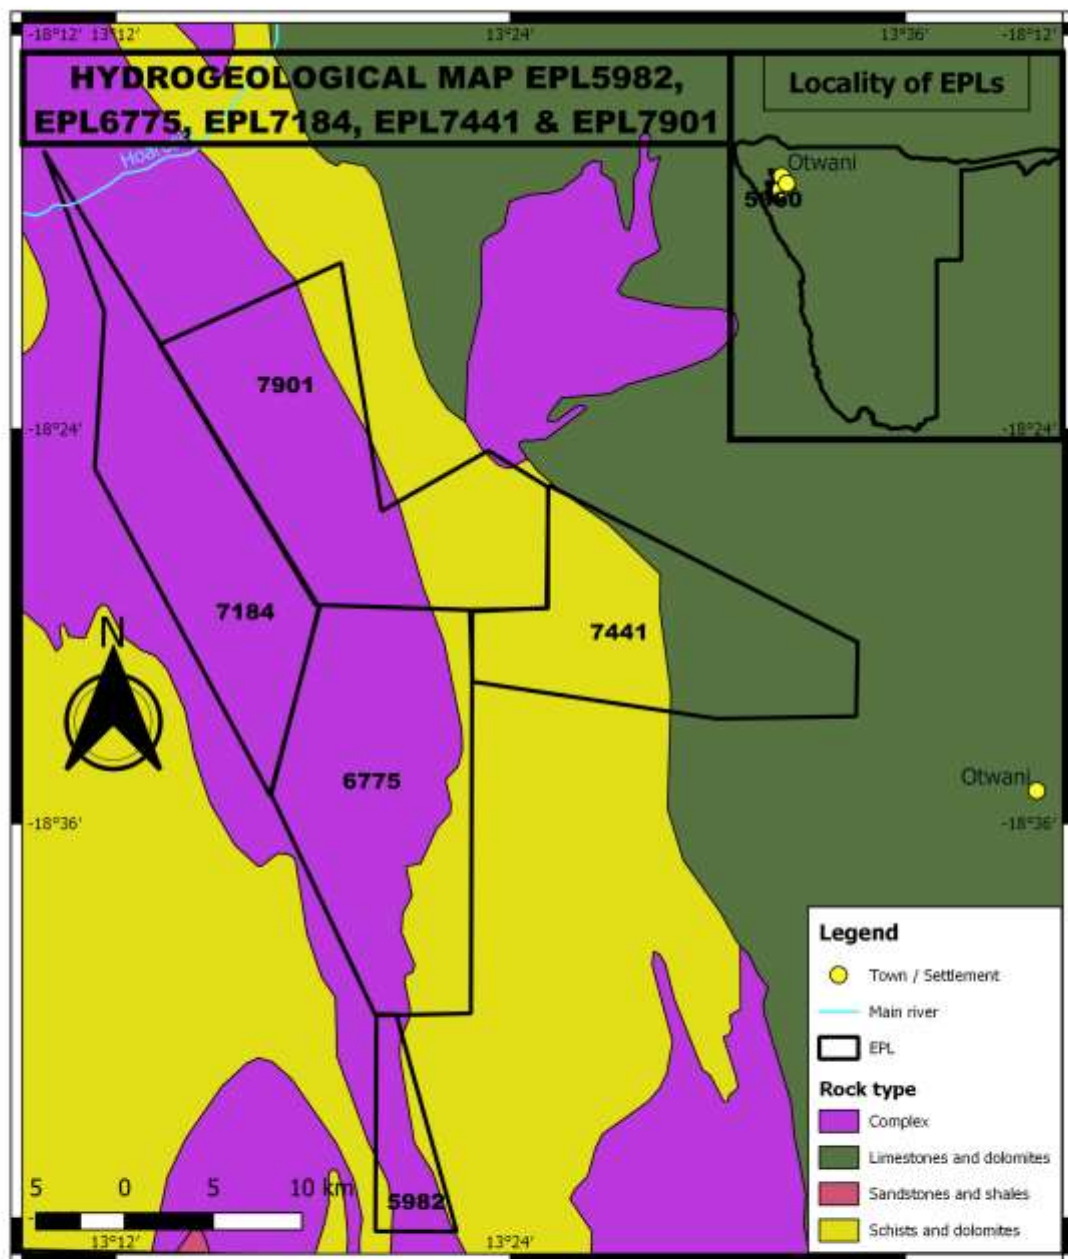 -18°12' 13°12' 13°24' 13°36' -18°12'
HYDROGEOLOGICAL MAP EPL5982,
EPL6775, EPL7184, EPL7441 & EPL7901
Locality of EPLs
Otwani
7901
-18°24' -18°24'
7184
7441
N
6775
Otwani
-18°36' -18°36'
Legend
Town / Settlement
Main river
EPL
Rock type
Complex
Limestones and dolomites
Sandstones and shales
Schists and dolomites
5 0 5 10 km
5982
13°12' 13°24'